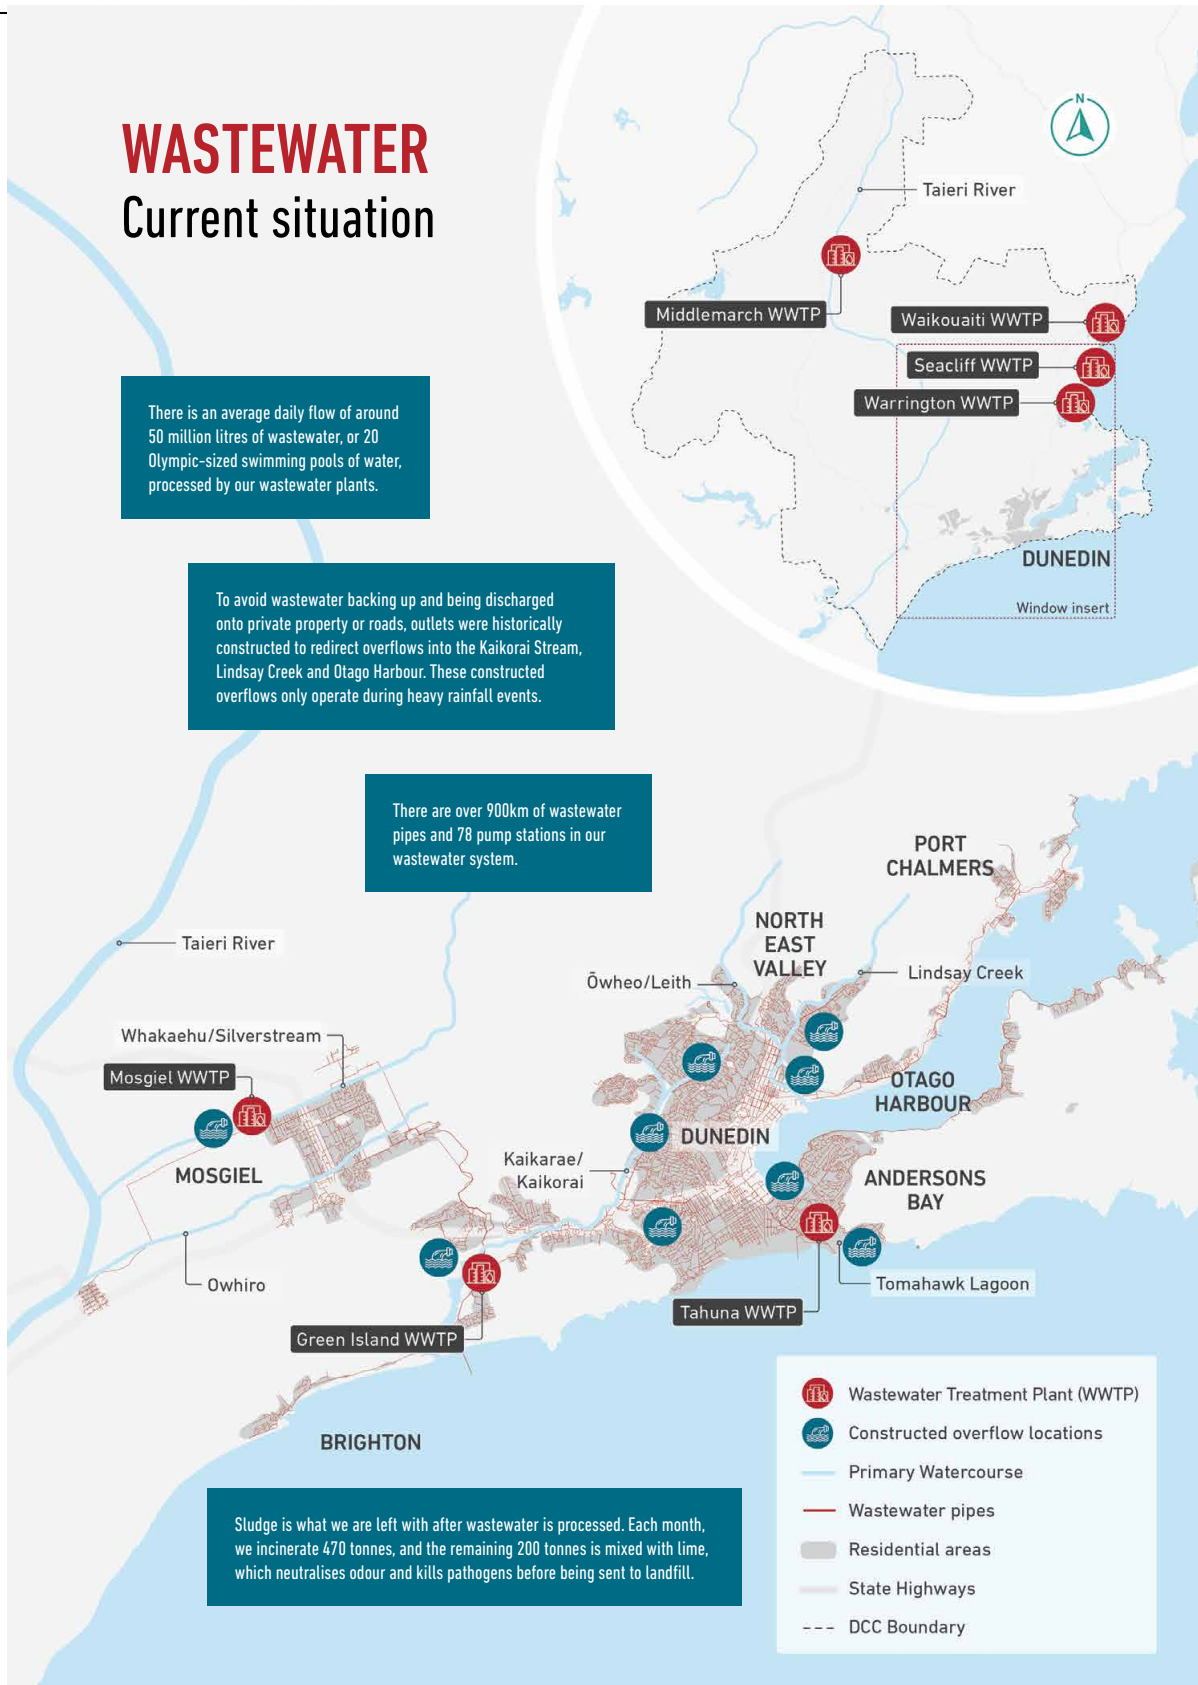 WASTEWATER
Current situation
N
Taieri River
Middlemarch WWTP
Waikouaiti WWTP
Seacliff WWTP
Warrington WWTP
DUNEDIN
Window insert
There is an average daily flow of around
50 million litres of wastewater, or 20
Olympic-sized swimming pools of water,
processed by our wastewater plants.
To avoid wastewater backing up and being discharged
onto private property or roads, outlets were historically
constructed to redirect overflows into the Kaikorai Stream,
Lindsay Creek and Otago Harbour. These constructed
overflows only operate during heavy rainfall events.
There are over 900km of wastewater
pipes and 78 pump stations in our
wastewater system.
PORT
CHALMERS
NORTH
EAST
VALLEY
Taieri River
Ōwheo/Leith
Lindsay Creek
Whakaehu/Silverstream
Mosgiel WWTP
OTAGO
HARBOUR
DUNEDIN
MOSGIEL
Kaikarae/
Kaikorai
ANDERSONS
BAY
Owhiro
Tomahawk Lagoon
Tahuna WWTP
Green Island WWTP
BRIGHTON
Wastewater Treatment Plant (WWTP)
Constructed overflow locations
Primary Watercourse
Wastewater pipes
Residential areas
State Highways
DCC Boundary
Sludge is what we are left with after wastewater is processed. Each month,
we incinerate 470 tonnes, and the remaining 200 tonnes is mixed with lime,
which neutralises odour and kills pathogens before being sent to landfill.